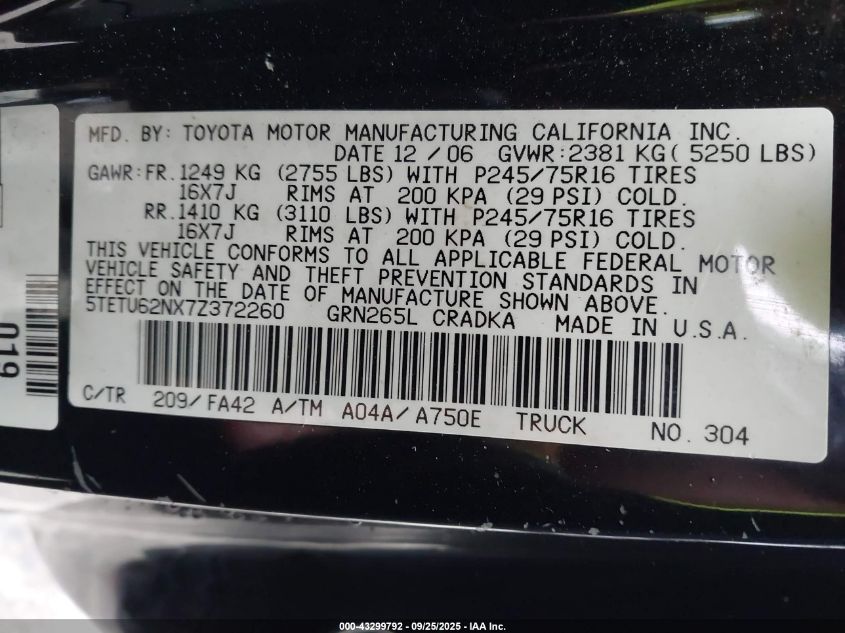 MFD. BY: TOYOTA MOTOR MANUFACTURING CALIFORNIA INC.
DATE 12 / 06 GVWR:2381 KG( 5250 LBS)
GAWR:FR.1249 KG (2755 LBS) WITH P245/75R16 TIRES
16X7J RIMS AT 200 KPA (29 PSI) COLD.
RR.1410 KG (3110 LBS) WITH P245/75R16 TIRES
16X7J RIMS AT 200 KPA (29 PSI) COLD.
THIS VEHICLE CONFORMS TO ALL APPLICABLE FEDERAL MOTOR
VEHICLE SAFETY AND THEFT PREVENTION STANDARDS IN
EFFECT ON THE DATE OF MANUFACTURE SHOWN ABOVE.
5TETU62NX7Z372260 GRN265L CRADKA MADE IN U.S.A.
C/TR 209/FA42 A/TM A04A/A750E TRUCK NO. 304
019
000-43299792 - 09/25/2025 - IAA Inc.